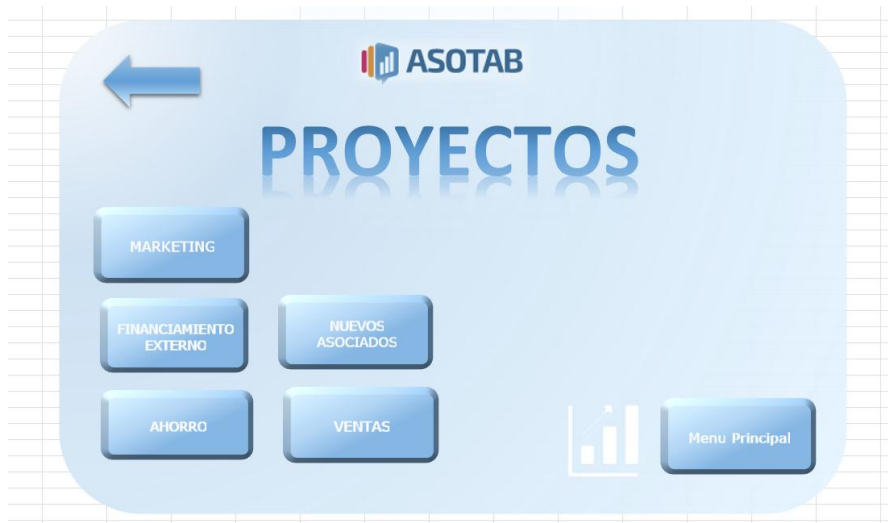 ASOTAB
PROYECTOS
MARKETING
FINANCIAMIENTO
EXTERNO
NUEVOS
ASOCIADOS
AHORRO
VENTAS
Menu Principal